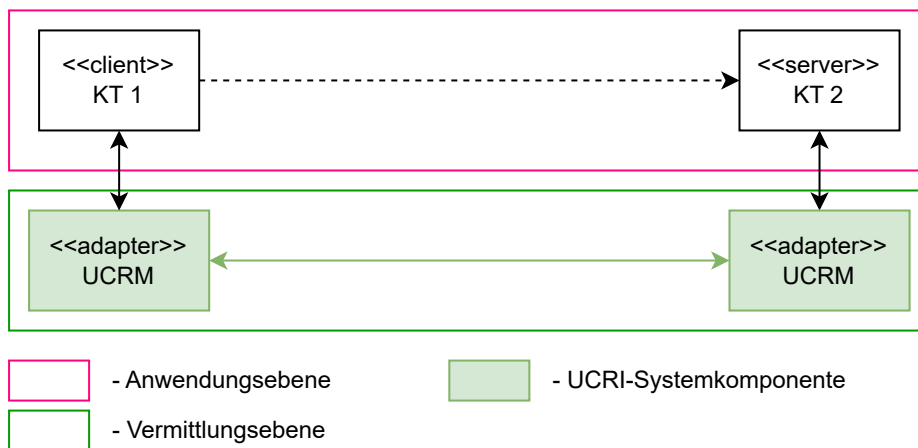 <<client>>
KT 1
<<server>>
KT 2
<<adapter>>
UCRM
<<adapter>>
UCRM
- Anwendungsebene
- UCRI-Systemkomponente
- Vermittlungsebene